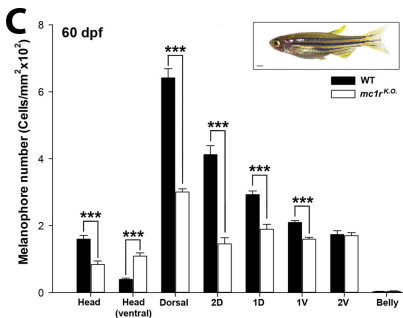 C
60 dpf
Melanophore number (Cells/mm²x10²)
8
6
4
2
0
***
***
***
***
***
***
WT
mc1r K.O.
Head
Head
(ventral)
Dorsal
2D
1D
1V
2V
Belly